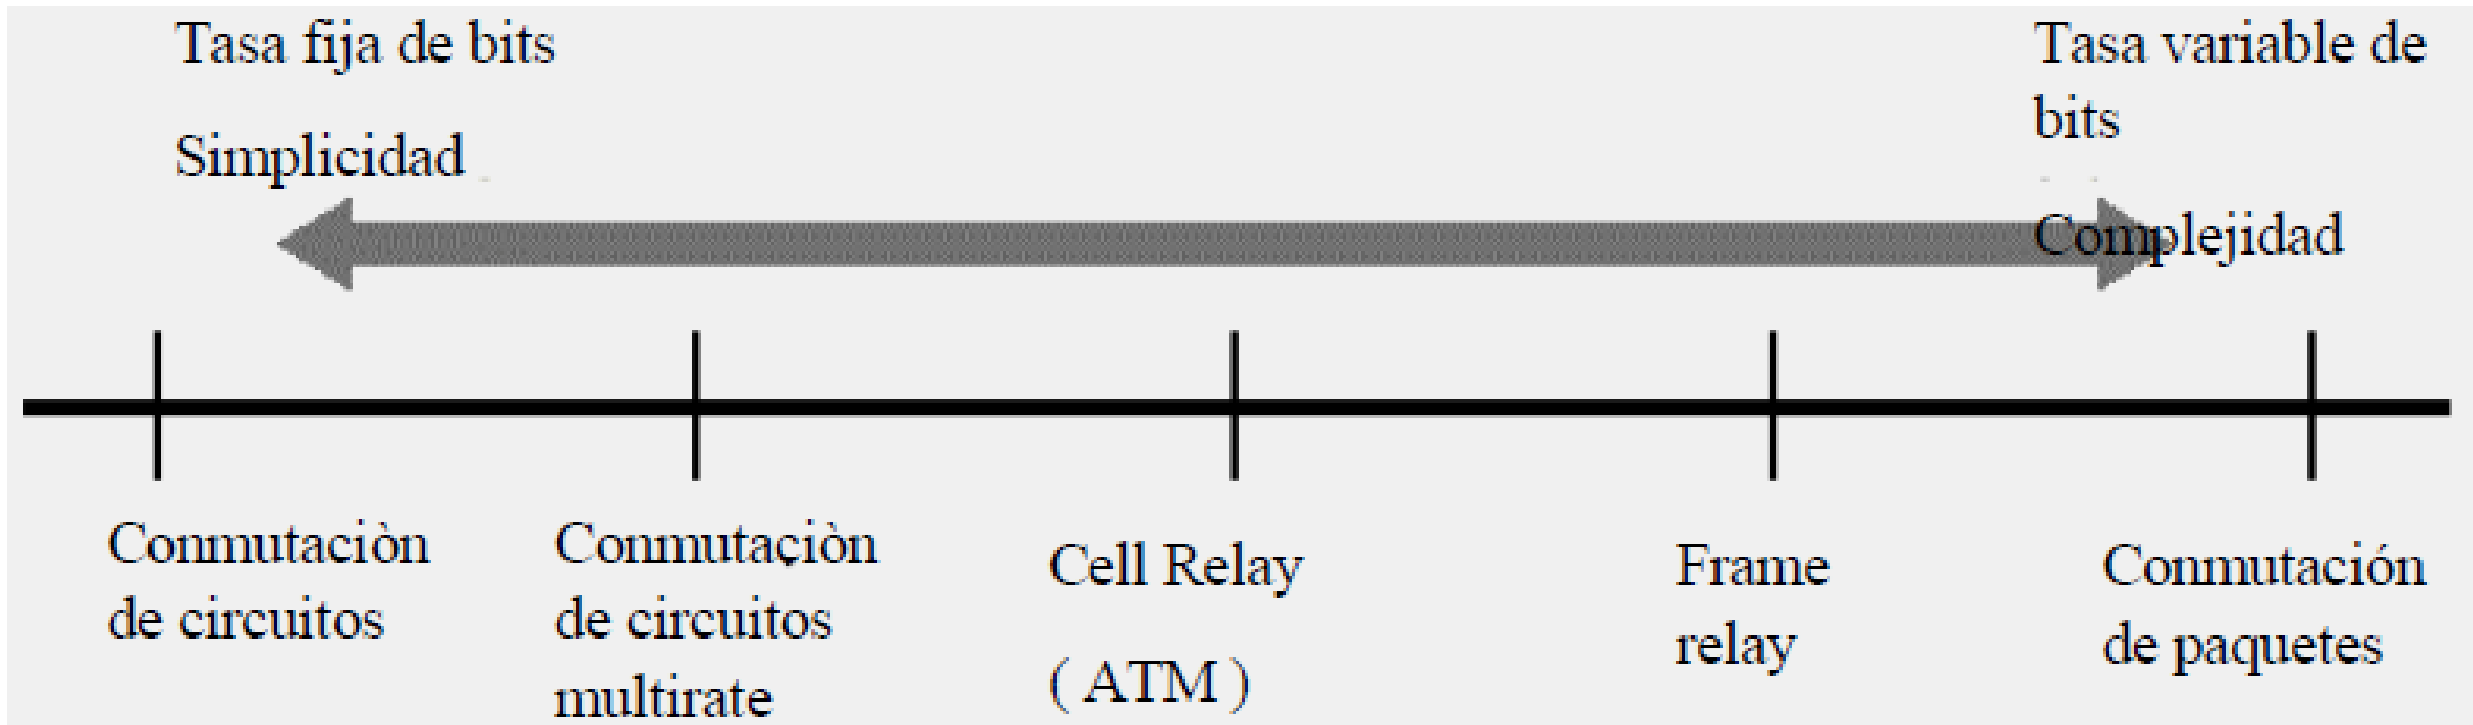 Tasa fija de bits
Simplicidad
Tasa variable de
bits
Complejidad
Conmutaciòn
de circuitos
Conmutaçiòn
de circuitos
multirate
Cell Relay
( ATM )
Frame
relay
Conmutación
de paquetes